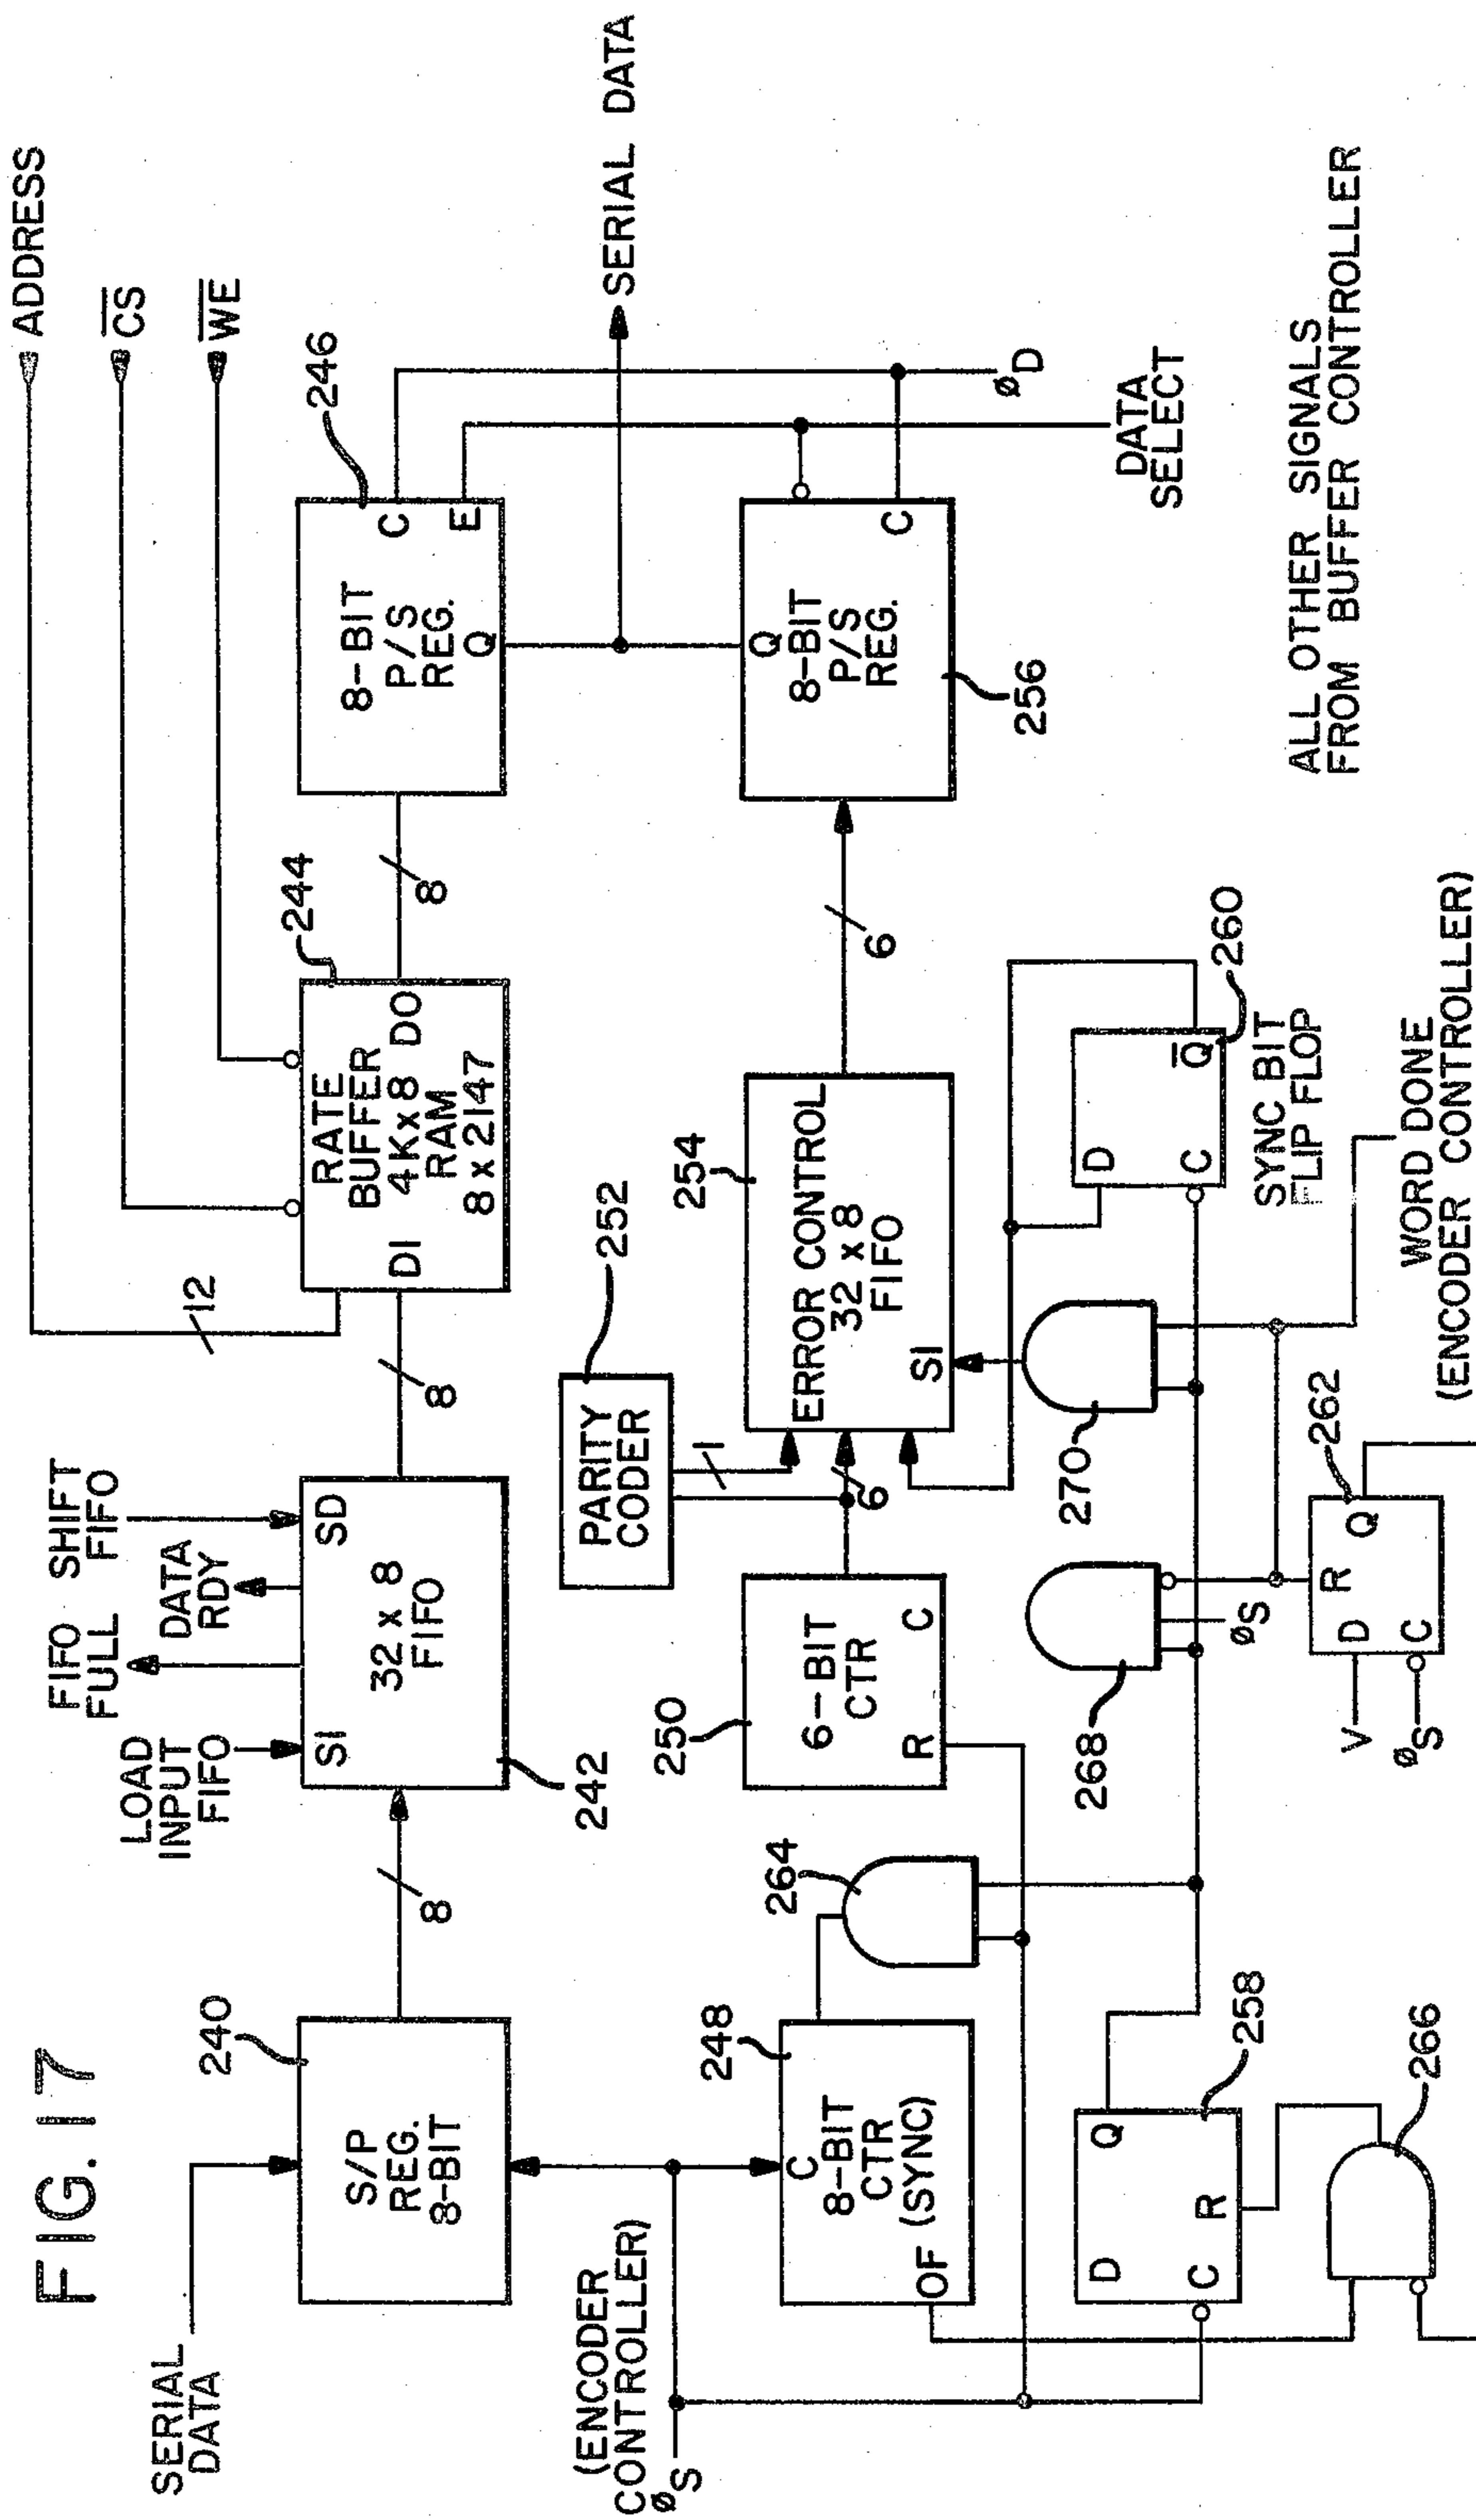 FIG. 17
ADDRESS
CS
WE
SERIAL
DATA
240
S/P
REG.
8-BIT
8
LOAD
INPUT
FIFO
FIFO
FULL
DATA
RDY
SHIFT
FIFO
SI
SD
32 x 8
FIFO
242
8
12
244
RATE
BUFFER
4K x 8
RAM
8 x 2147
DI
DO
8
246
8-BIT
P/S
REG.
C
E
Q
SERIAL DATA
(ENCODER
CONTROLLER)
øS
248
C
8-BIT
CTR
(SYNC)
OF
264
250
6-BIT
CTR
R
C
252
PARITY
CODER
1
6
254
ERROR CONTROL
32 x 8
FIFO
SI
6
Q
8-BIT
P/S
REG.
C
256
øD
DATA
SELECT
D
Q
C
R
258
266
268
øS
270
D
Q
C
260
SYNC BIT
FLIP FLOP
262
V
øS
D
R
Q
C
WORD DONE
(ENCODER CONTROLLER)
ALL OTHER SIGNALS
FROM BUFFER CONTROLLER